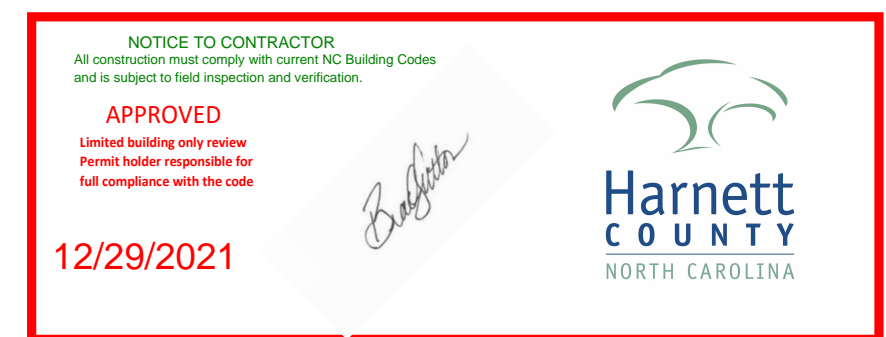 NOTICE TO CONTRACTOR
All construction must comply with current NC Building Codes
and is subject to field inspection and verification.
APPROVED
Limited building only review
Permit holder responsible for
full compliance with the code
12/29/2021
Harnett
COUNTY
NORTH CAROLINA